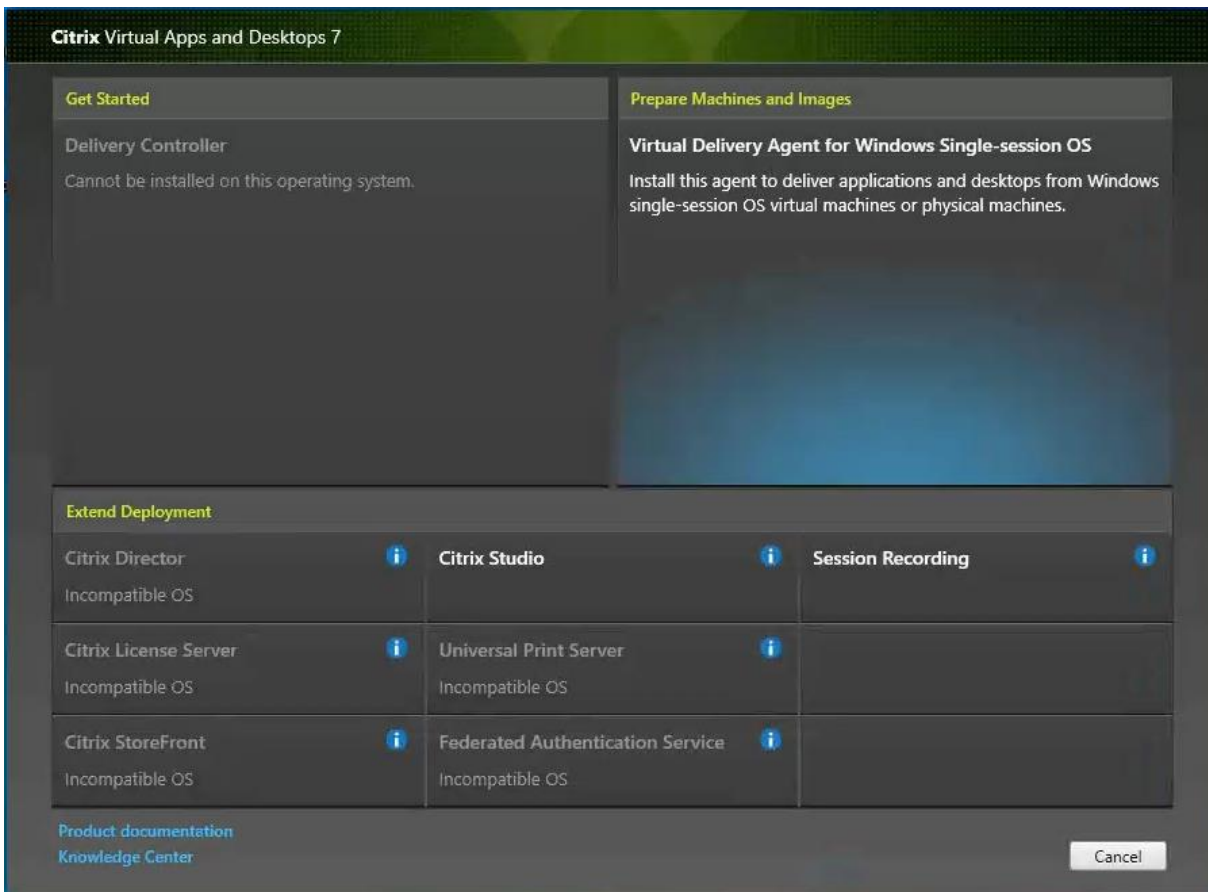 Citrix Virtual Apps and Desktops 7
Get Started
Delivery Controller
Cannot be installed on this operating system.
Prepare Machines and Images
Virtual Delivery Agent for Windows Single-session OS
Install this agent to deliver applications and desktops from Windows
single-session OS virtual machines or physical machines.
Extend Deployment
Citrix Director
Incompatible OS
Citrix Studio
Session Recording
Citrix License Server
Incompatible OS
Universal Print Server
Incompatible OS
Citrix StoreFront
Incompatible OS
Federated Authentication Service
Incompatible OS
Product documentation
Knowledge Center
Cancel